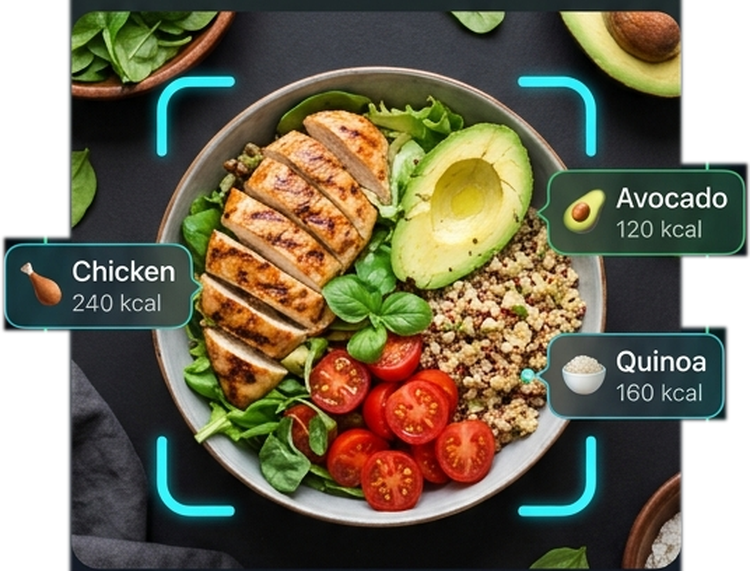 Avocado
120 kcal
Chicken
240 kcal
Quinoa
160 kcal